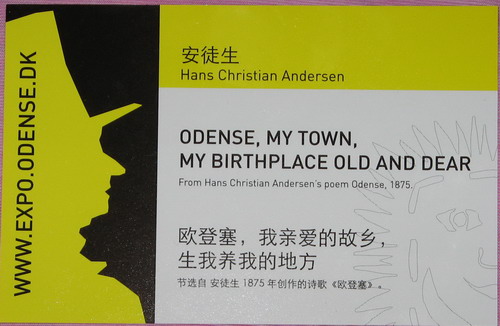 WWW.EXPO.ODENSE.DK
安徒生
Hans Christian Andersen
ODENSE, MY TOWN,
MY BIRTHPLACE OLD AND DEAR
From Hans Christian Andersen's poem Odense, 1875.
欧登塞，我亲爱的故乡，
生我养我的地方
节选自 安徒生 1875 年创作的诗歌《欧登塞》。